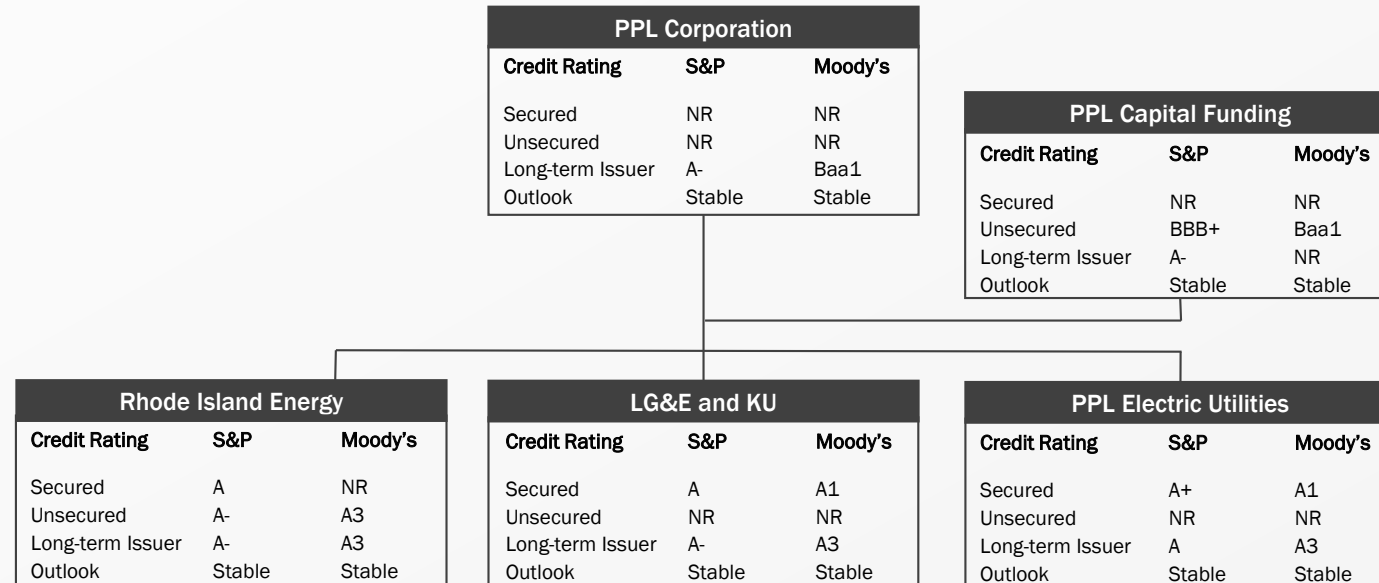 PPL Corporation
Credit Rating S&P Moody's
Secured NR NR
Unsecured NR NR
Long-term Issuer A- Baa1
Outlook Stable Stable
PPL Capital Funding
Credit Rating S&P Moody's
Secured NR NR
Unsecured BBB+ Baa1
Long-term Issuer A- NR
Outlook Stable Stable
Rhode Island Energy
Credit Rating S&P Moody's
Secured A NR
Unsecured A- A3
Long-term Issuer A- A3
Outlook Stable Stable
LG&E and KU
Credit Rating S&P Moody's
Secured A A1
Unsecured NR NR
Long-term Issuer A- A3
Outlook Stable Stable
PPL Electric Utilities
Credit Rating S&P Moody's
Secured A+ A1
Unsecured NR NR
Long-term Issuer A A3
Outlook Stable Stable